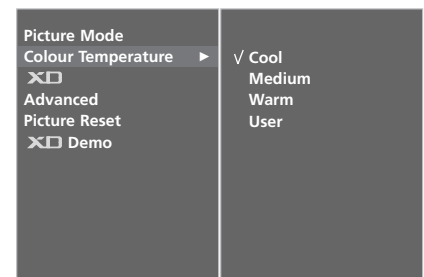 Picture Mode
Colour Temperature ►
XD
Advanced
Picture Reset
XD Demo
√ Cool
Medium
Warm
User